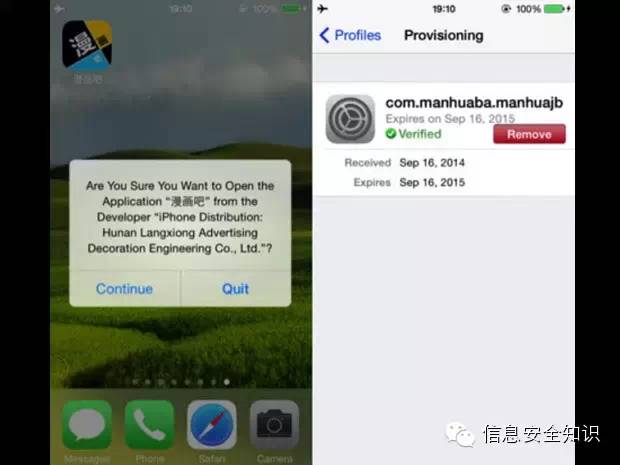 19:10
100%
漫
漫画吧
Are You Sure You Want to Open the
Application “漫画吧” from the
Developer “iPhone Distribution:
Hunan Langxiong Advertising
Decoration Engineering Co., Ltd.”?
Continue
Quit
Messages
Phone
Safari
Camera
19:10
100%
Profiles
Provisioning
com.manhuaba.manhuajb
Expires on Sep 16, 2015
Verified
Remove
Received Sep 16, 2014
Expires Sep 16, 2015
信息安全知识